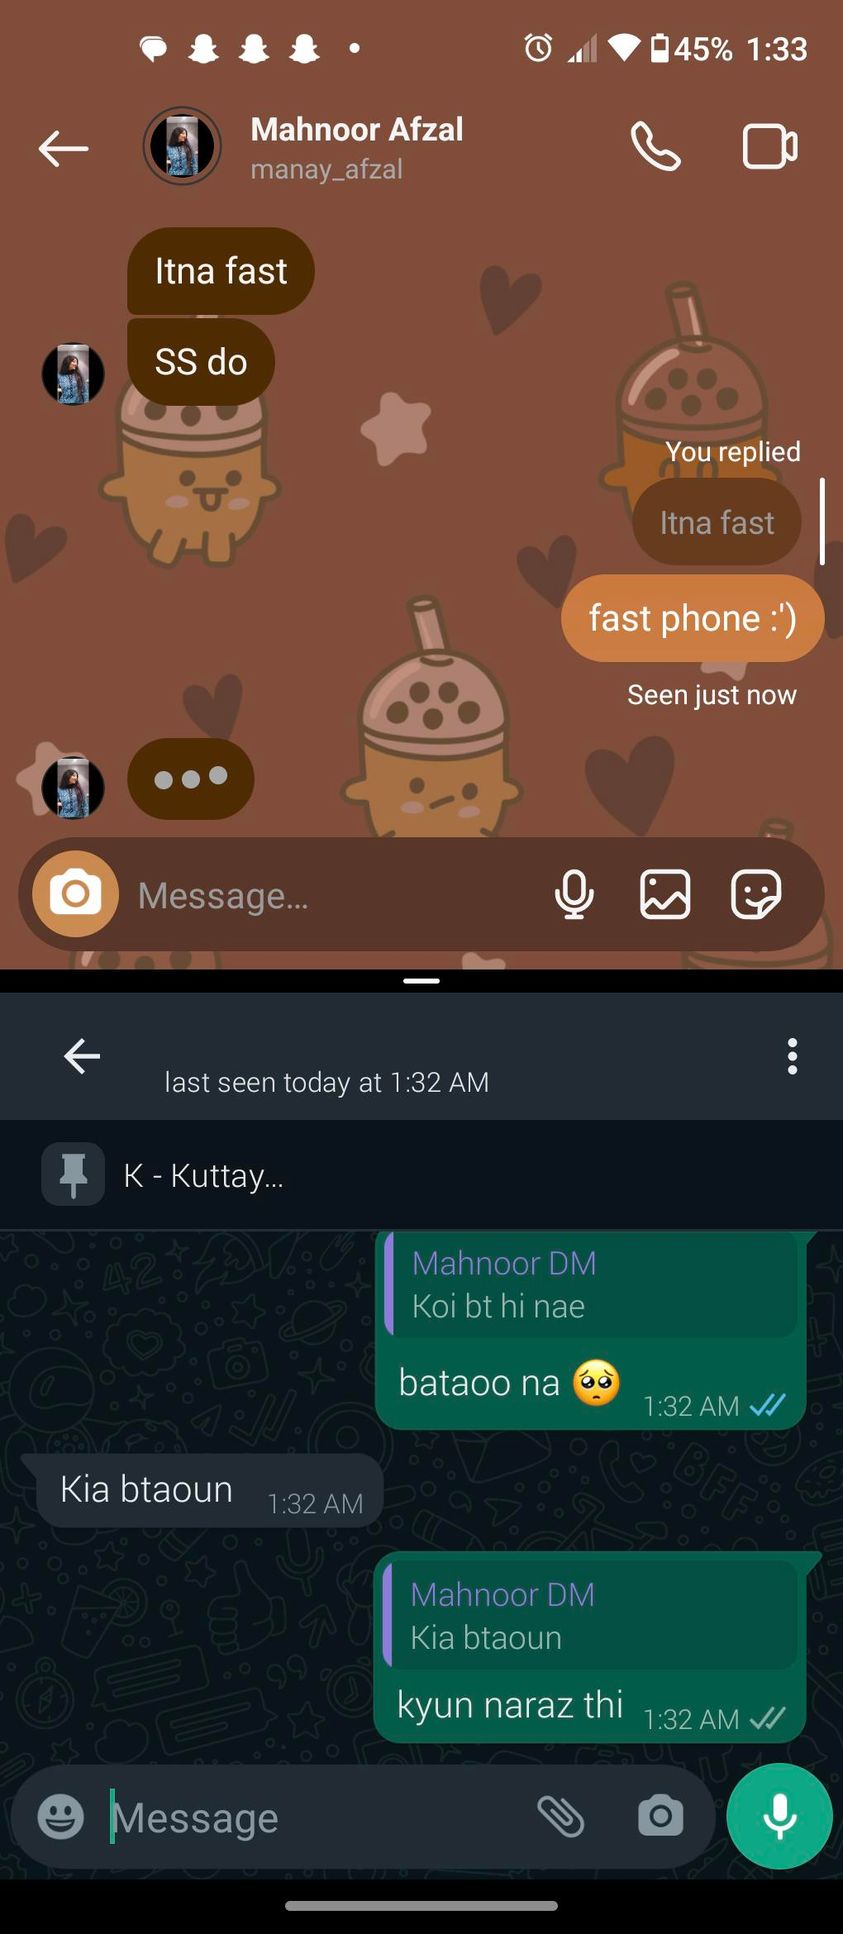 45% 1:33
Mahnoor Afzal
manay_afzal
Itna fast
SS do
You replied
Itna fast
fast phone :')
Seen just now
Message...
last seen today at 1:32 AM
K - Kuttay...
Mahnoor DM
Koi bt hi nae
bataoo na 🥺 1:32 AM
Kia btaoun 1:32 AM
Mahnoor DM
Kia btaoun
kyun naraz thi 1:32 AM
Message